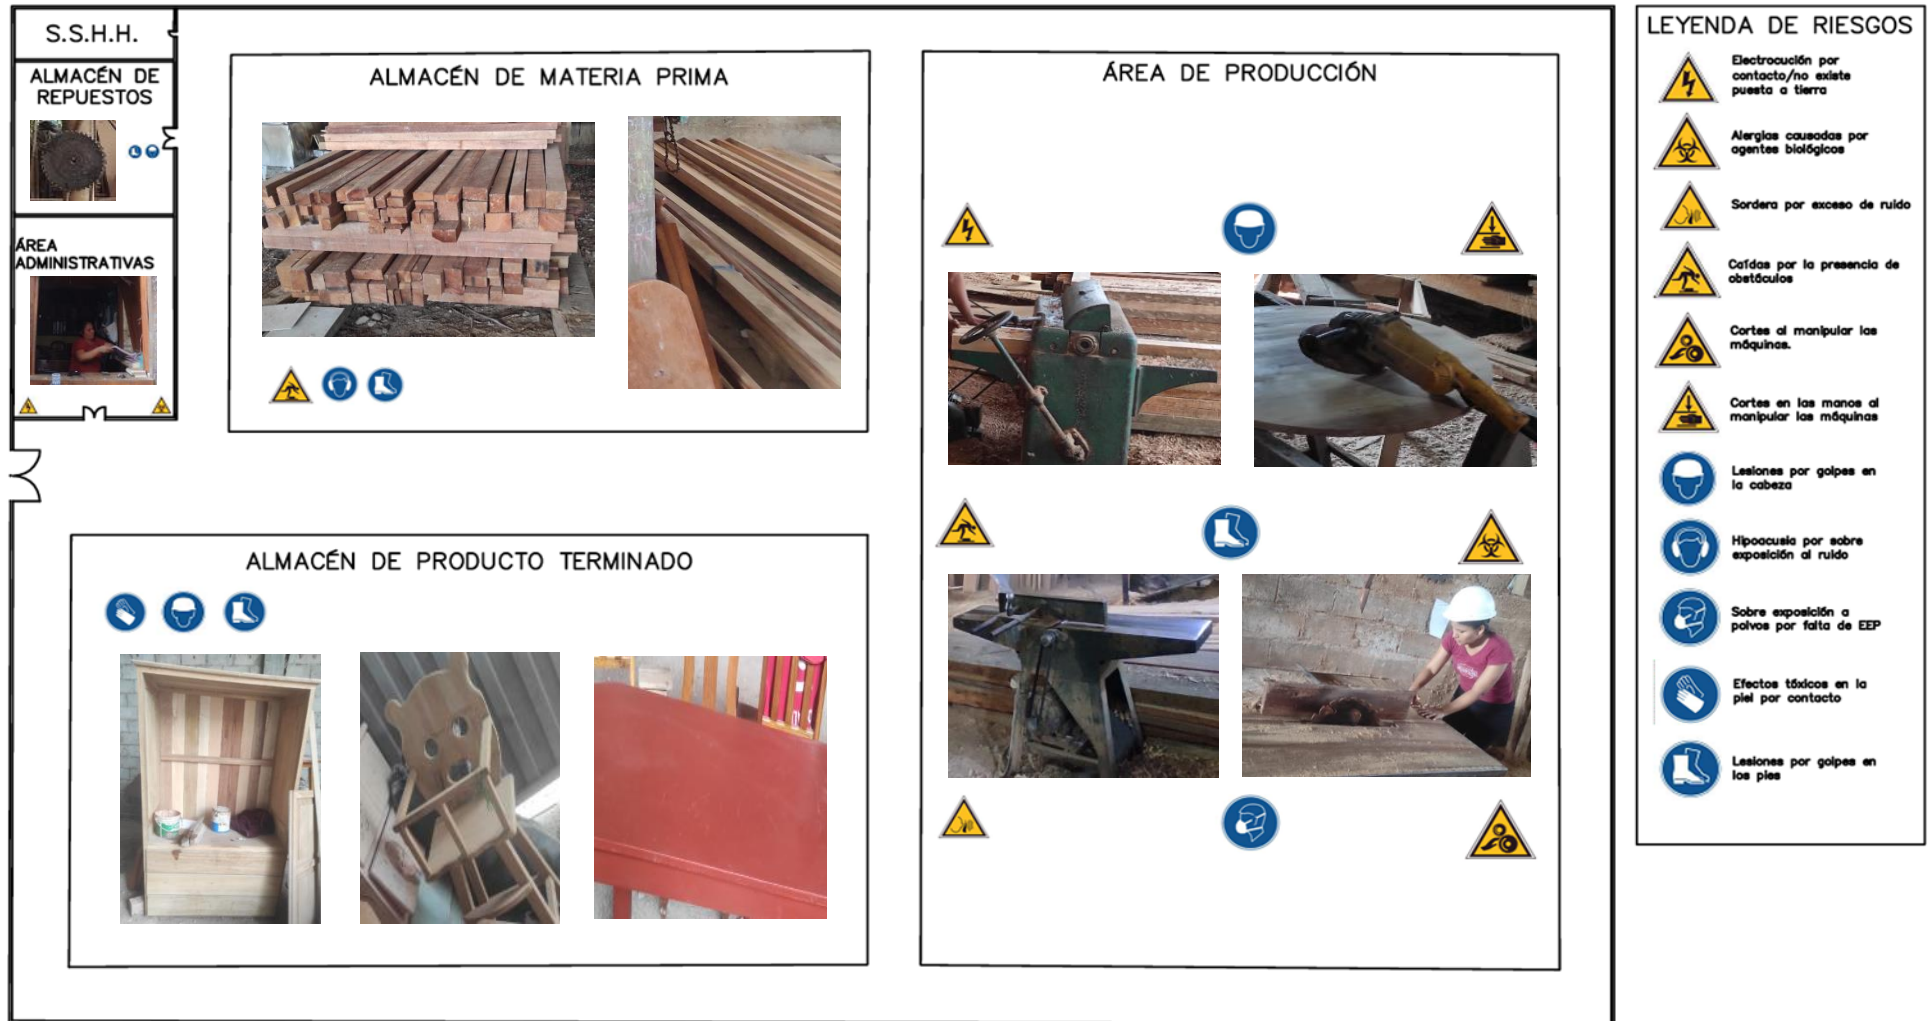 S.S.H.H.
ALMACÉN DE
REPUESTOS
ÁREA
ADMINISTRATIVAS
ALMACÉN DE MATERIA PRIMA
ÁREA DE PRODUCCIÓN
ALMACÉN DE PRODUCTO TERMINADO
LEYENDA DE RIESGOS
Electrocución por
contacto/no existe
puesta a tierra
Alergias causadas por
agentes biológicos
Sordera por exceso de ruido
Caídas por la presencia de
obstáculos
Cortes al manipular las
máquinas.
Cortes en las manos al
manipular las máquinas
Lesiones por golpes en
la cabeza
Hipoacusia por sobre
exposición al ruido
Sobre exposición a
polvos por falta de EEP
Efectos tóxicos en la
piel por contacto
Lesiones por golpes en
los pies